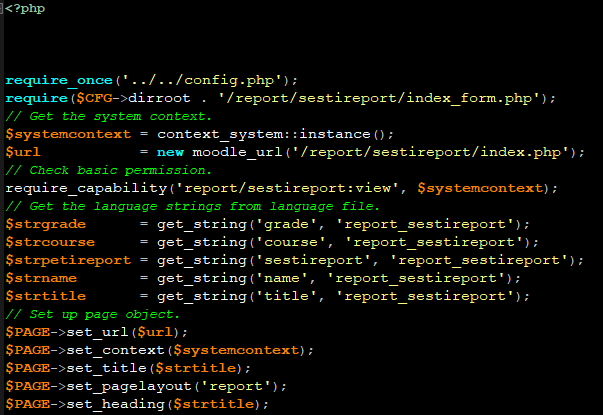 <?php
require_once('../../config.php');
require($CFG->dirroot . '/report/sestireport/index_form.php');
// Get the system context.
$systemcontext = context_system::instance();
$url           = new moodle_url('/report/sestireport/index.php');
// Check basic permission.
require_capability('report/sestireport:view', $systemcontext);
// Get the language strings from language file.
$strgrade      = get_string('grade', 'report_sestireport');
$strcourse     = get_string('course', 'report_sestireport');
$strpetireport = get_string('sestireport', 'report_sestireport');
$strname       = get_string('name', 'report_sestireport');
$strtitle      = get_string('title', 'report_sestireport');
// Set up page object.
$PAGE->set_url($url);
$PAGE->set_context($systemcontext);
$PAGE->set_title($strtitle);
$PAGE->set_pagelayout('report');
$PAGE->set_heading($strtitle);